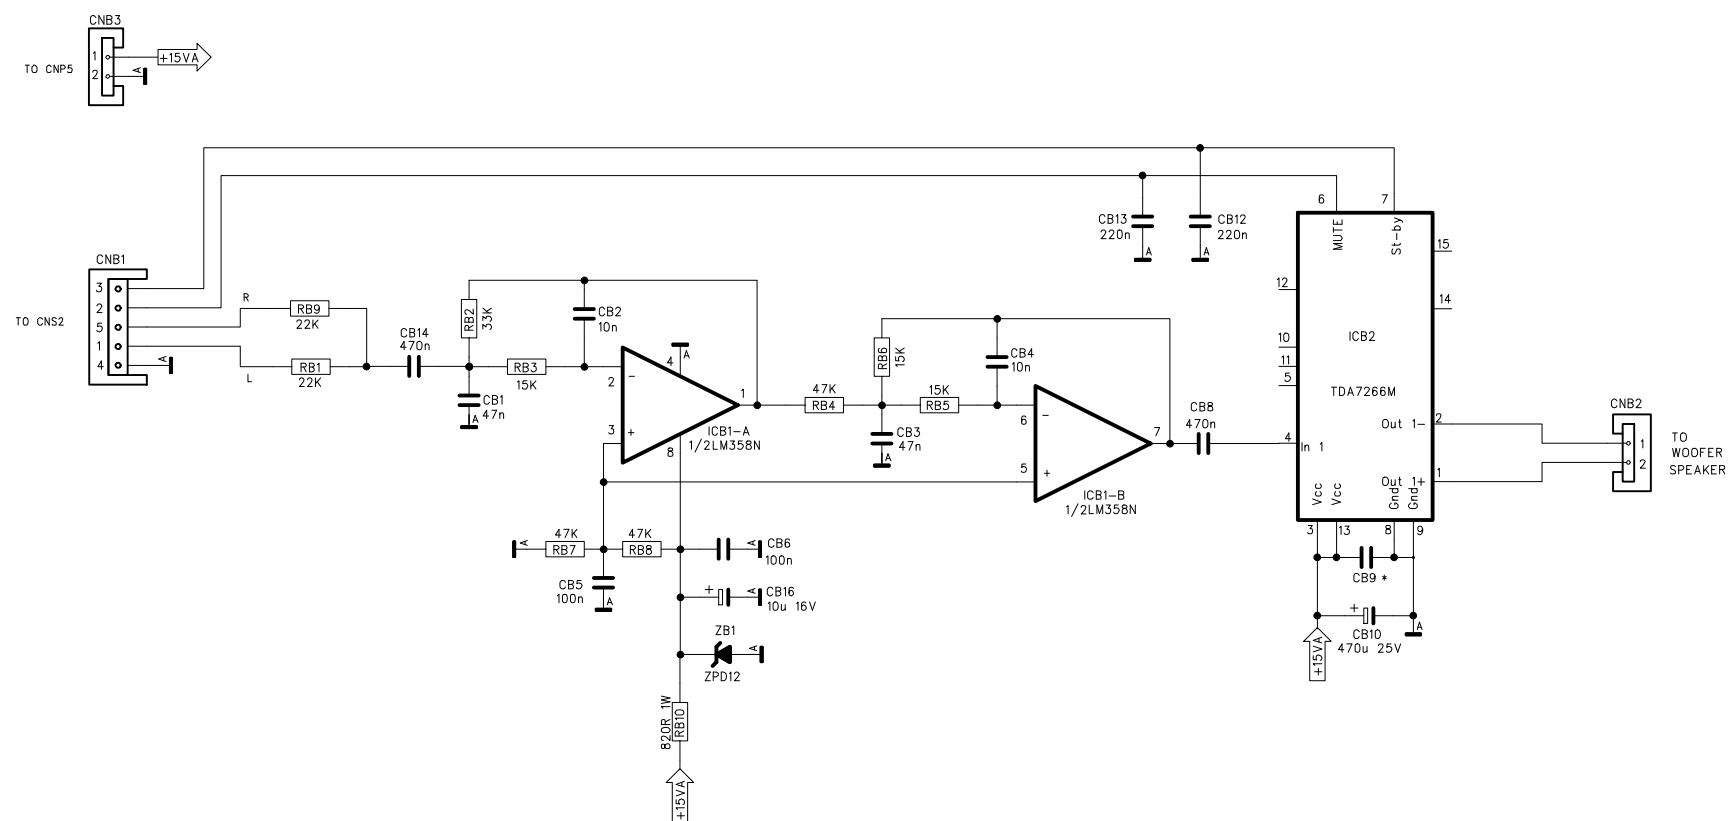 CNB3
1
+15VA
TO CNP5
2
A
CNB1
3
2
TO CNS2
5
1
4
A
R
RB9
22K
L
RB1
22K
CB14
470n
RB2
33K
CB2
10n
RB3
15K
CB1
47n
A
A
4
2
-
1
3
+
8
ICB1-A
1/2LM358N
47K
RB4
RB6
15K
CB4
10n
15K
RB5
CB3
47n
A
6
-
7
5
+
ICB1-B
1/2LM358N
CB8
470n
CB13
220n
A
CB12
220n
A
6
7
MUTE
St-by
15
12
14
ICB2
10
11
5
TDA7266M
Out 1-
2
4
In 1
Out 1+
1
Vcc
Vcc
Gnd
Gnd
3
13
8
9
CB9 *
+
CB10
470u 25V
A
+15VA
CNB2
1
2
TO
WOOFER
SPEAKER
A
47K
RB7
47K
RB8
CB5
100n
A
A
CB6
100n
+
A
CB16
10u 16V
ZB1
A
ZPD12
820R 1W
RB10
+15VA